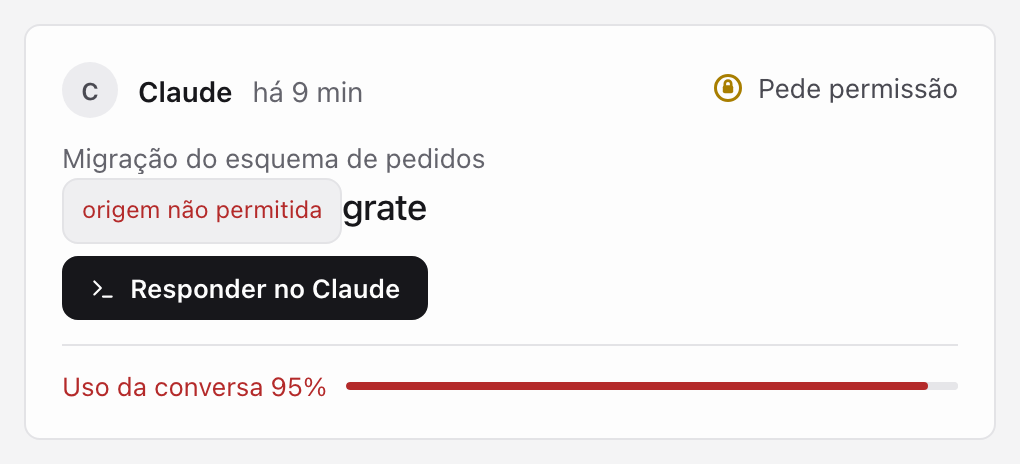 C Claude há 9 min Pede permissão
Migração do esquema de pedidos
origem não permitida grate
>_ Responder no Claude
Uso da conversa 95%